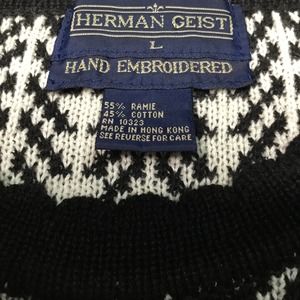 HERMAN GEIST
L
HAND EMBROIDERED
55% RAMIE
45% COTTON
RN 10323
MADE IN HONG KONG
SEE REVERSE FOR CARE